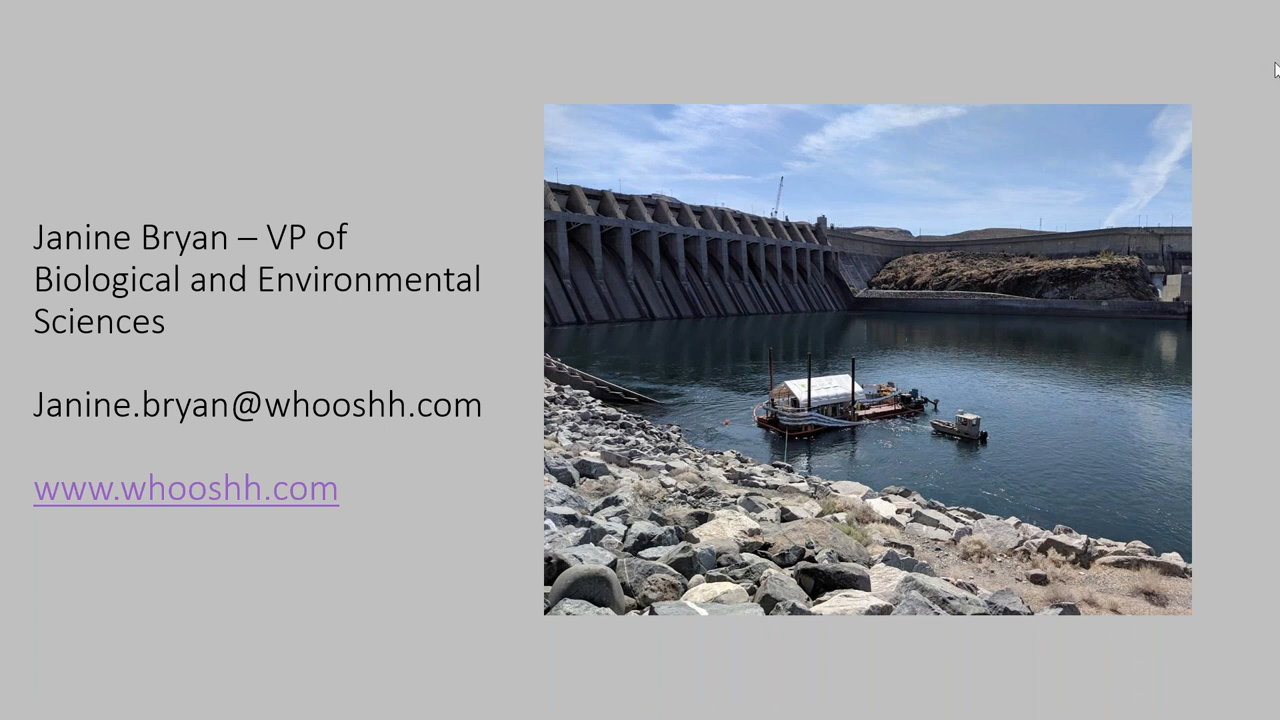 Janine Bryan – VP of
Biological and Environmental
Sciences
Janine.bryan@whooshh.com
www.whooshh.com